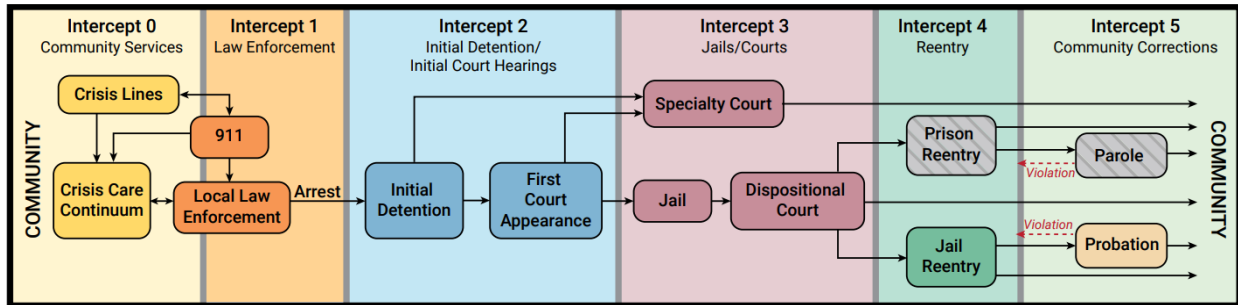 Intercept 0
Community Services
Intercept 1
Law Enforcement
Intercept 2
Initial Detention/
Initial Court Hearings
Intercept 3
Jails/Courts
Intercept 4
Reentry
Intercept 5
Community Corrections
COMMUNITY
Crisis Lines
911
Crisis Care
Continuum
Local Law
Enforcement
Arrest
Initial
Detention
First
Court
Appearance
Specialty Court
Jail
Dispositional
Court
Prison
Reentry
Violation
Parole
Jail
Reentry
Violation
Probation
COMMUNITY